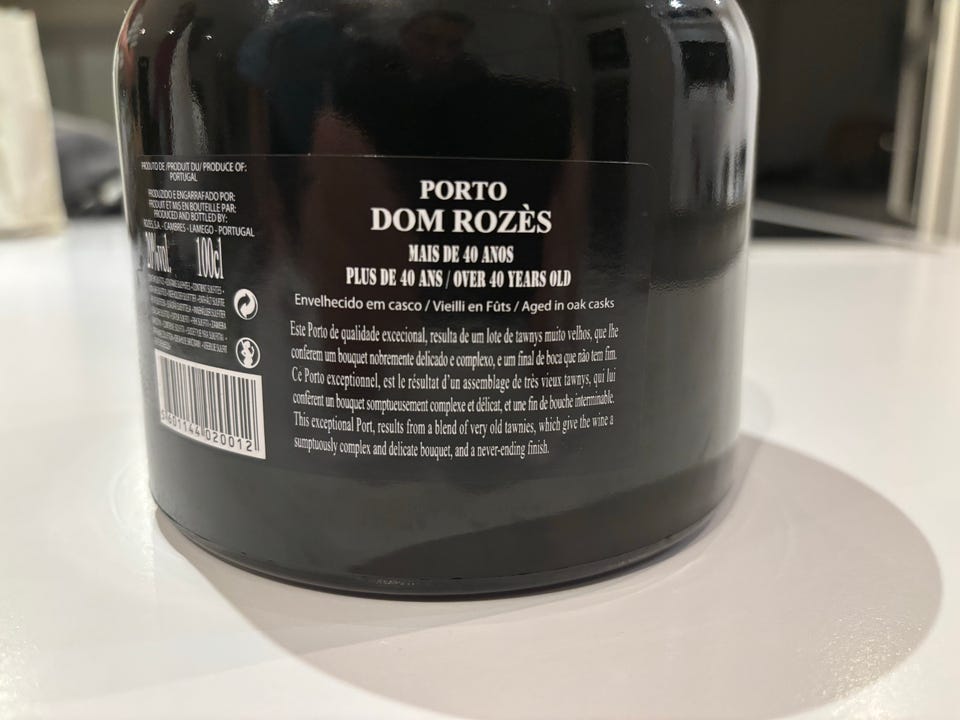 PRODUTO DE /PRODUIT DU/ PRODUCE OF:
PORTUGAL
PRODUZIDO E ENGARRAFADO POR:
PRODUIT ET MIS EN BOUTEILLE PAR:
PRODUCED AND BOTTLED BY:
ROZÈS, S.A. - CAMBRES - LAMEGO - PORTUGAL
20%vol. 100cl
5 601144 020012
PORTO
DOM ROZÈS
MAIS DE 40 ANOS
PLUS DE 40 ANS / OVER 40 YEARS OLD
Envelhecido em casco / Vieilli en Fûts / Aged in oak casks
Este Porto de qualidade excecional, resulta de um lote de tawnys muito velhos, que lhe
conferem um bouquet nobremente delicado e complexo, e um final de boca que não tem fim.
Ce Porto exceptionnel, est le résultat d'un assemblage de très vieux tawnys, qui lui
confèrent un bouquet somptueusement complexe et délicat, et une fin de bouche interminable.
This exceptional Port, results from a blend of very old tawnies, which give the wine a
sumptuously complex and delicate bouquet, and a never-ending finish.